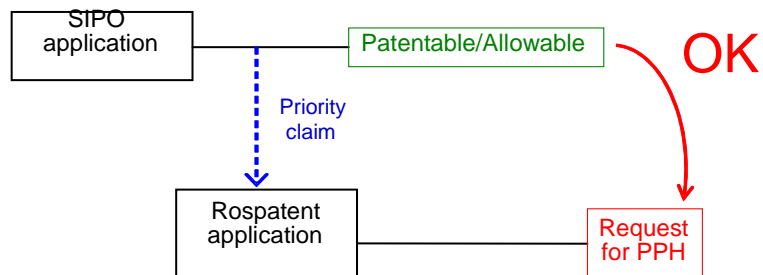 SIPO
application
Patentable/Allowable
OK
Priority
claim
Rospatent
application
Request
for PPH